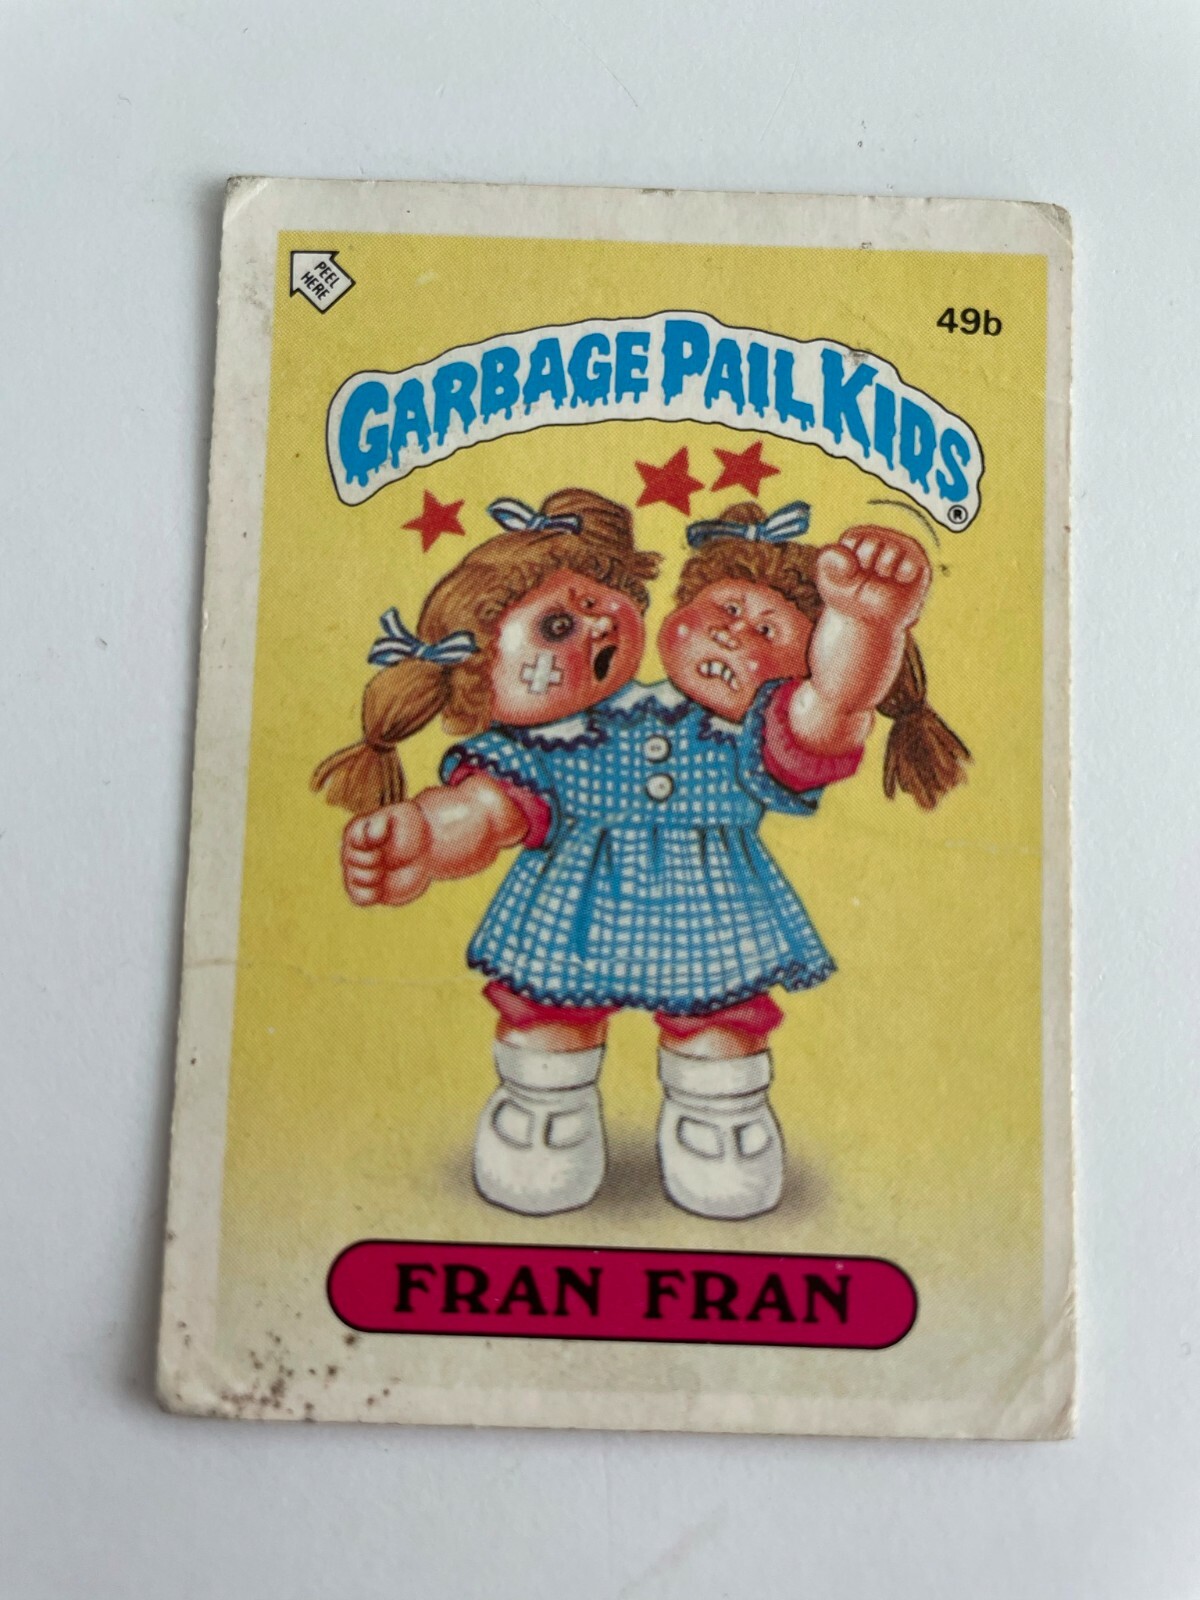 PEEL
HERE
49b
GARBAGE PAIL KIDS
®
FRAN FRAN